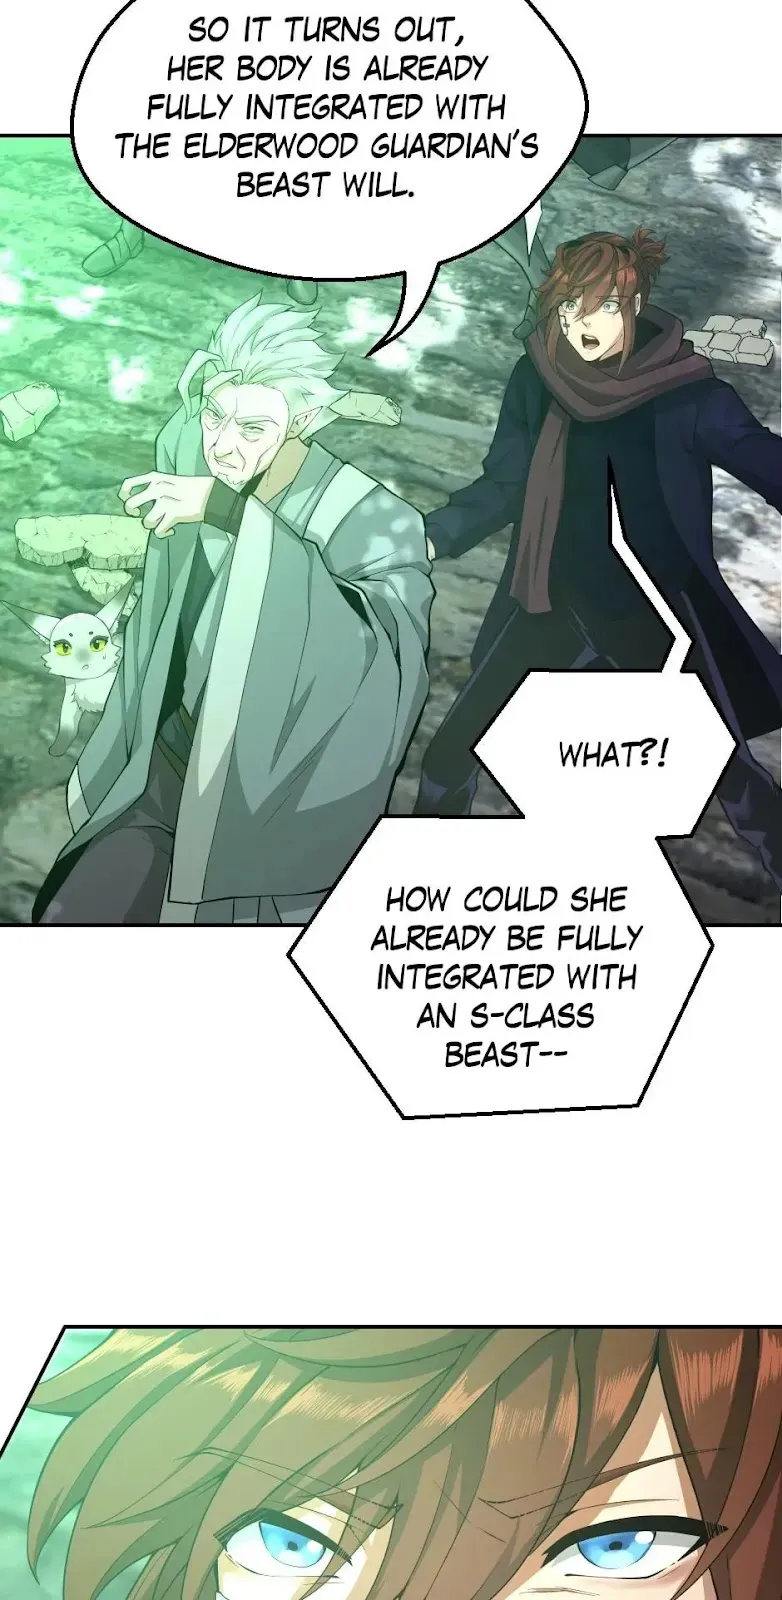 SO IT TURNS OUT,
HER BODY IS ALREADY
FULLY INTEGRATED WITH
THE ELDERWOOD GUARDIAN'S
BEAST WILL.
WHAT?!
HOW COULD SHE
ALREADY BE FULLY
INTEGRATED WITH
AN S-CLASS
BEAST--